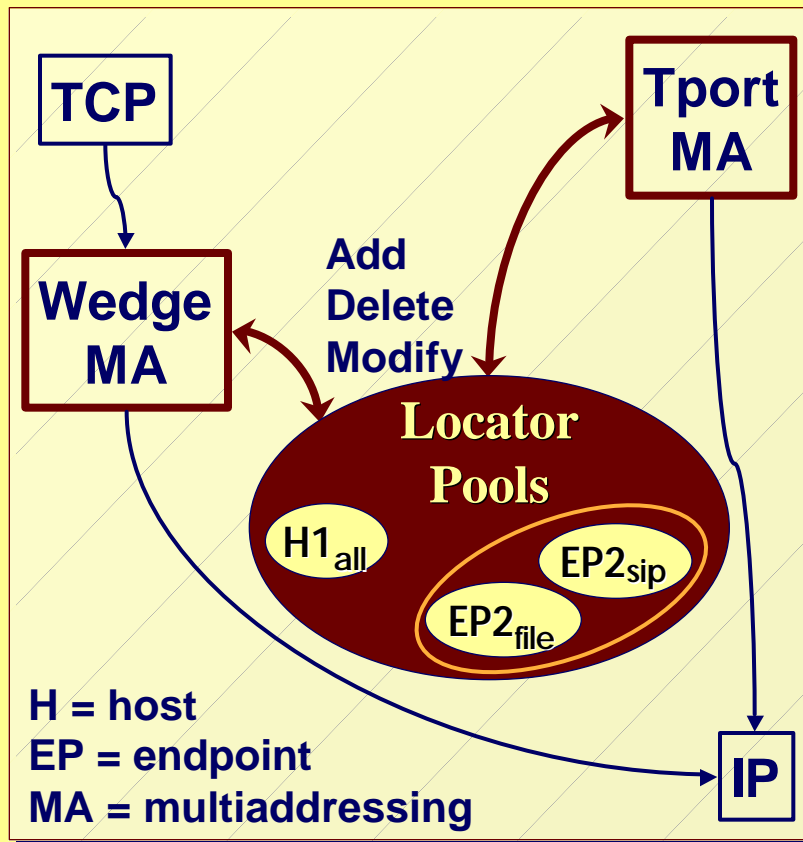 TCP
Tport
MA
Wedge
MA
Add
Delete
Modify
Locator
Pools
H1all
EP2sip
EP2file
H = host
EP = endpoint
MA = multiaddressing
IP